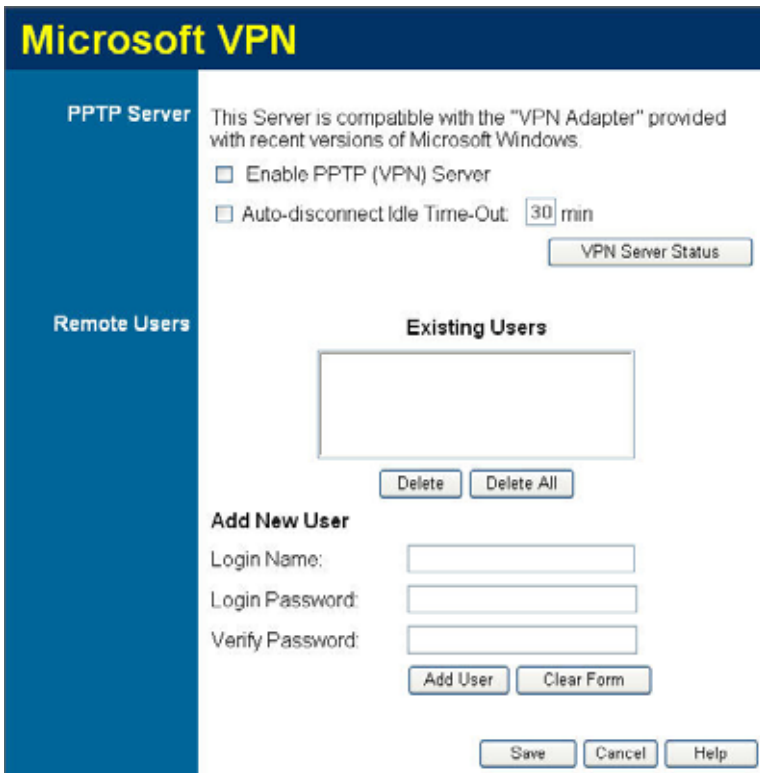 Microsoft VPN
PPTP Server
This Server is compatible with the "VPN Adapter" provided
with recent versions of Microsoft Windows.
Enable PPTP (VPN) Server
Auto-disconnect Idle Time-Out: 30 min
VPN Server Status
Remote Users
Existing Users
Delete Delete All
Add New User
Login Name:
Login Password:
Verify Password:
Add User Clear Form
Save Cancel Help